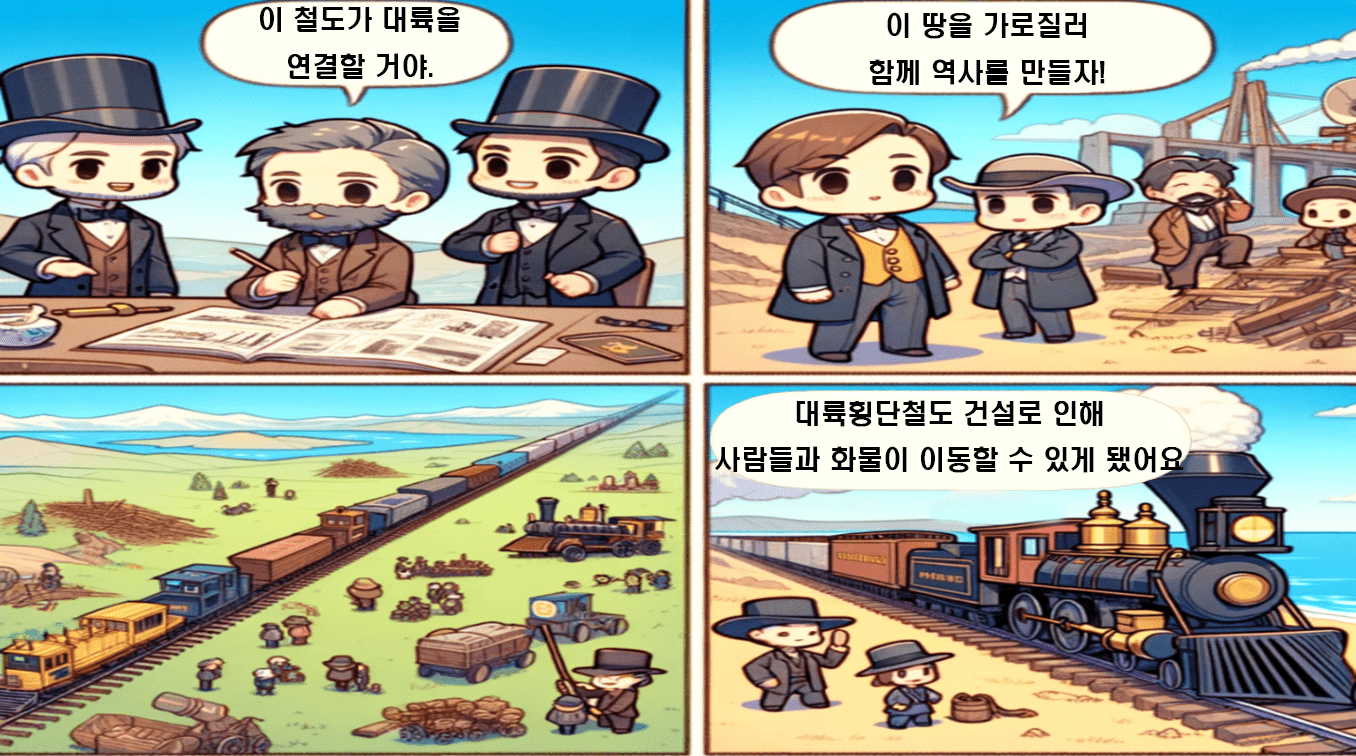 이 철도가 대륙을
연결할 거야.
이 땅을 가로질러
함께 역사를 만들자!
대륙횡단철도 건설로 인해
사람들과 화물이 이동할 수 있게 됐어요